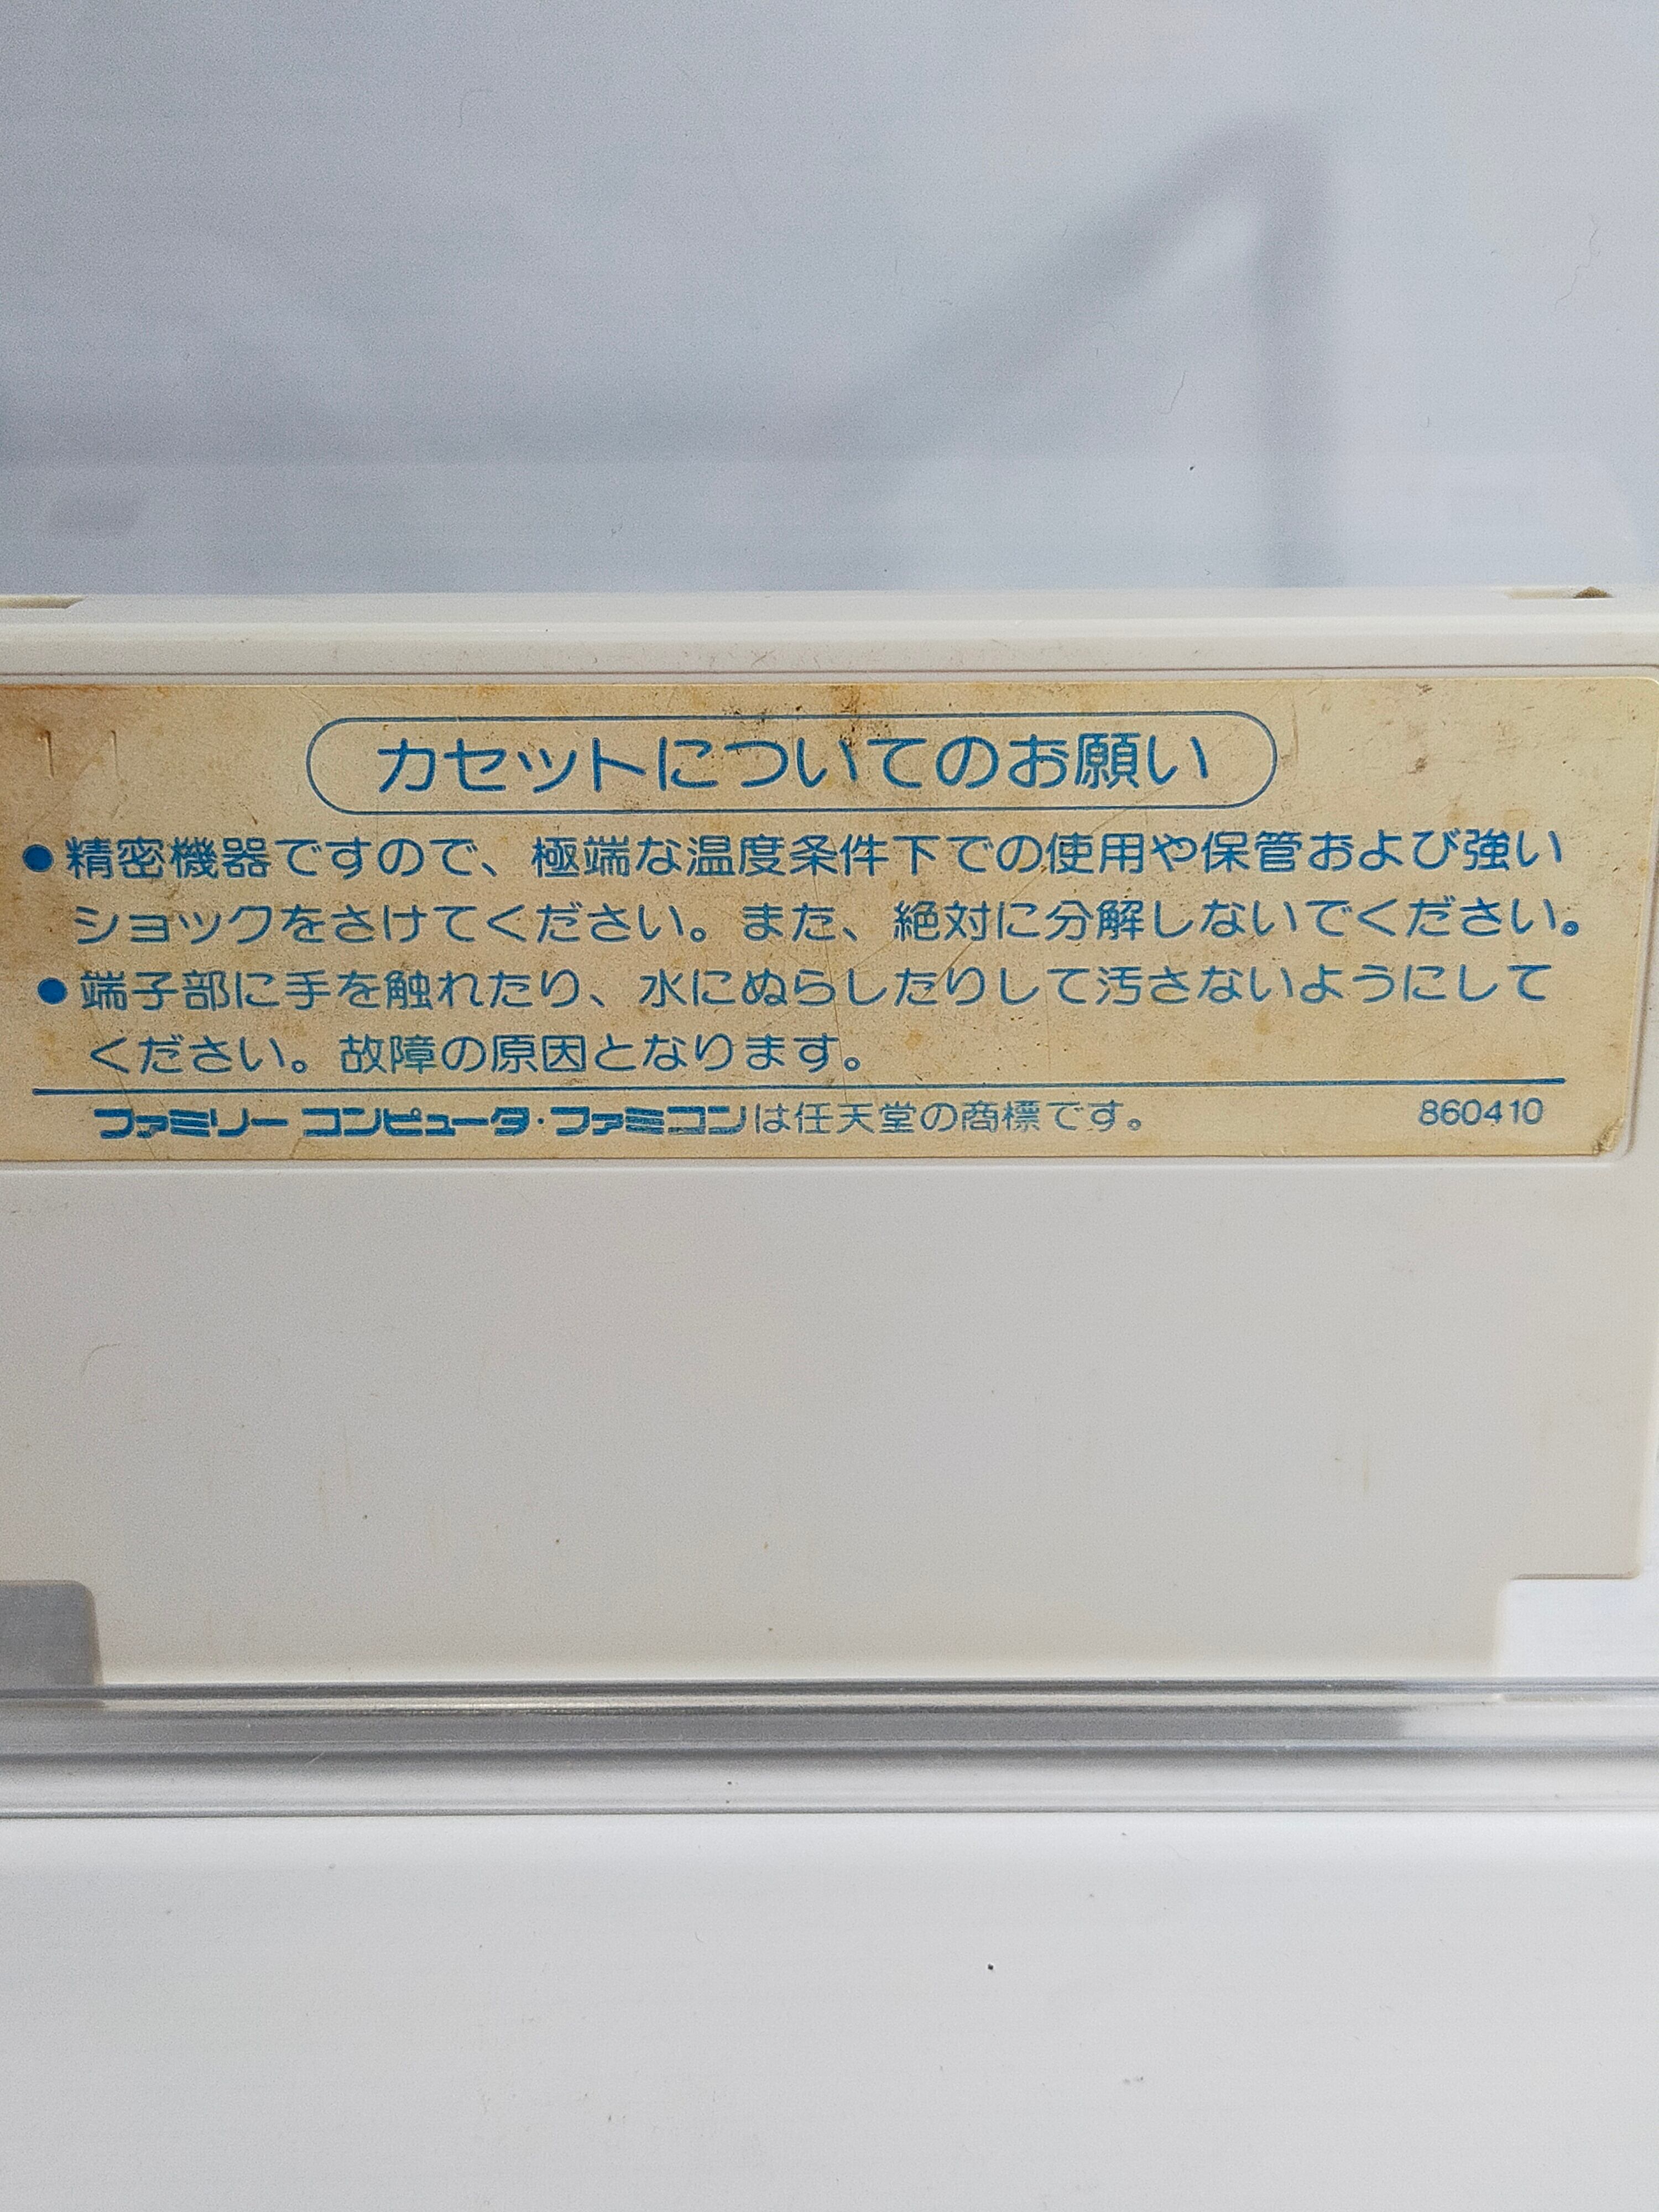 カセットについてのお願い
●精密機器ですので、極端な温度条件下での使用や保管および強い
ショックをさけてください。また、絶対に分解しないでください。
●端子部に手を触れたり、水にぬらしたりして汚さないようにして
ください。故障の原因となります。
ファミリー コンピュータ・ファミコンは任天堂の商標です。 860410